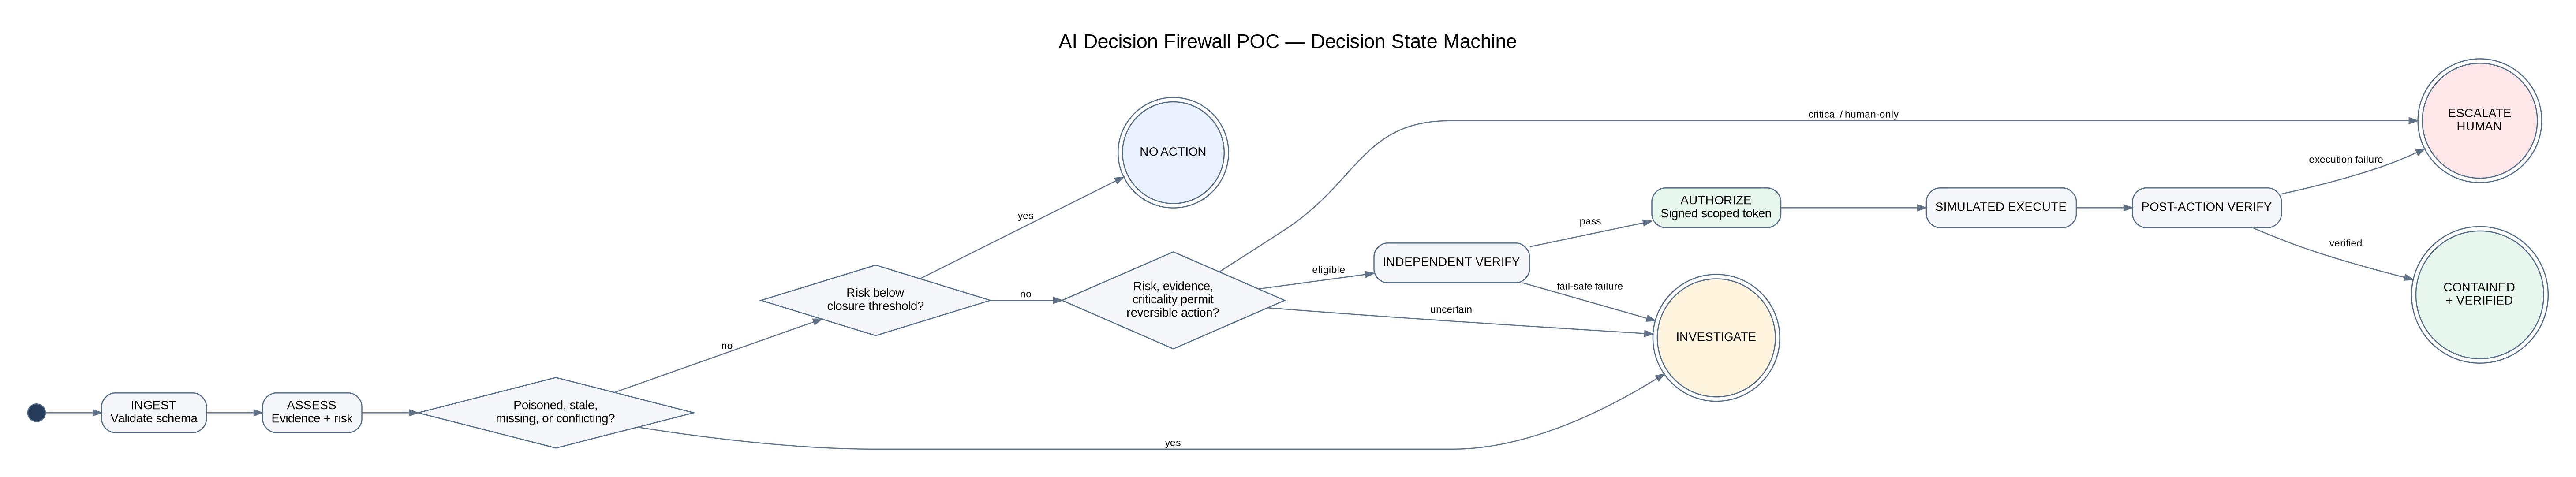 AI Decision Firewall POC — Decision State Machine
INGEST
Validate schema
ASSESS
Evidence + risk
Poisoned, stale,
missing, or conflicting?
no
yes
Risk below
closure threshold?
yes
no
NO ACTION
Risk, evidence,
criticality permit
reversible action?
critical / human-only
eligible
uncertain
INDEPENDENT VERIFY
pass
fail-safe failure
AUTHORIZE
Signed scoped token
INVESTIGATE
SIMULATED EXECUTE
POST-ACTION VERIFY
execution failure
verified
ESCALATE
HUMAN
CONTAINED
+ VERIFIED